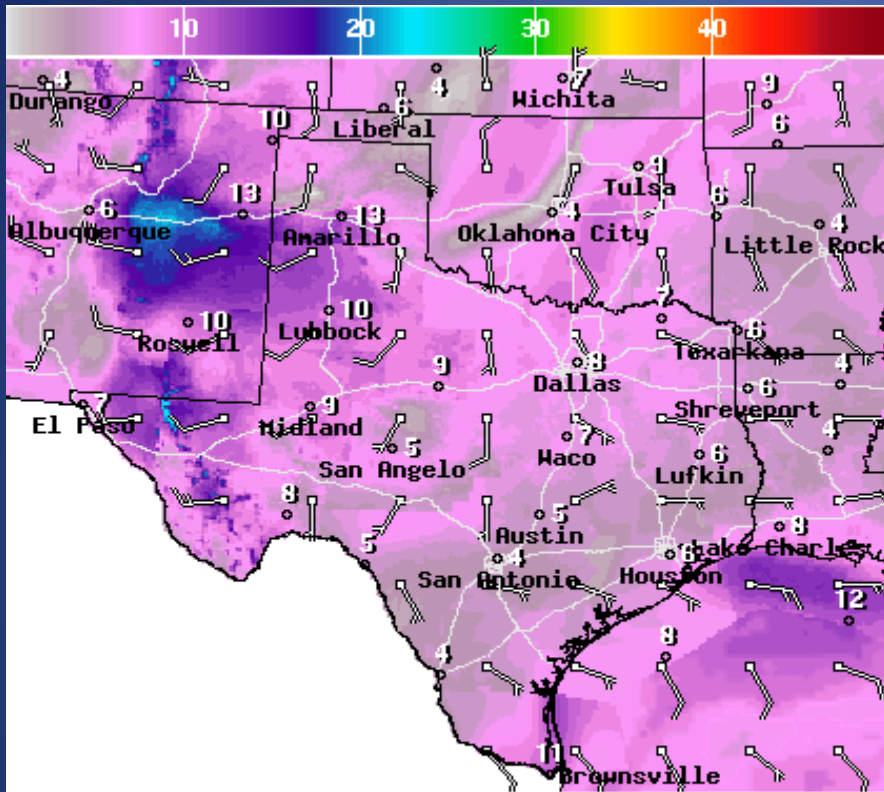 10 20 30 40
4 4 7 9
Durango Wichita
10 6 6
Liberal
9
Tulsa
6 13 13 4 6 4
Albuquerque Amarillo Oklahoma City Little Rock
10 10 7
Roswell Lubbock Texarkana 6
9 8 4
Dallas 6
7 9 Shreveport
El Paso Midland 5 7 4
San Angelo Waco 6
Lufkin
8 5 8
Austin
5 4 6 Lake Charles
San Antonio Houston
12
4 8
11
Brownsville